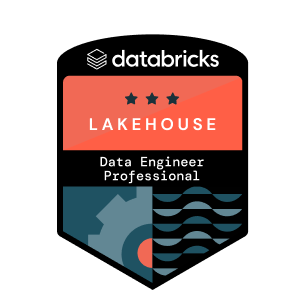 databricks
LAKEHOUSE
Data Engineer
Professional